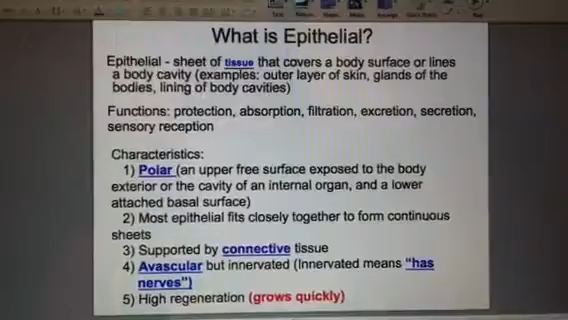 What is Epithelial?
Epithelial - sheet of tissue that covers a body surface or lines
a body cavity (examples: outer layer of skin, glands of the
bodies, lining of body cavities)
Functions: protection, absorption, filtration, excretion, secretion,
sensory reception
Characteristics:
1) Polar (an upper free surface exposed to the body
exterior or the cavity of an internal organ, and a lower
attached basal surface)
2) Most epithelial fits closely together to form continuous
sheets
3) Supported by connective tissue
4) Avascular but innervated (Innervated means "has
nerves")
5) High regeneration (grows quickly)